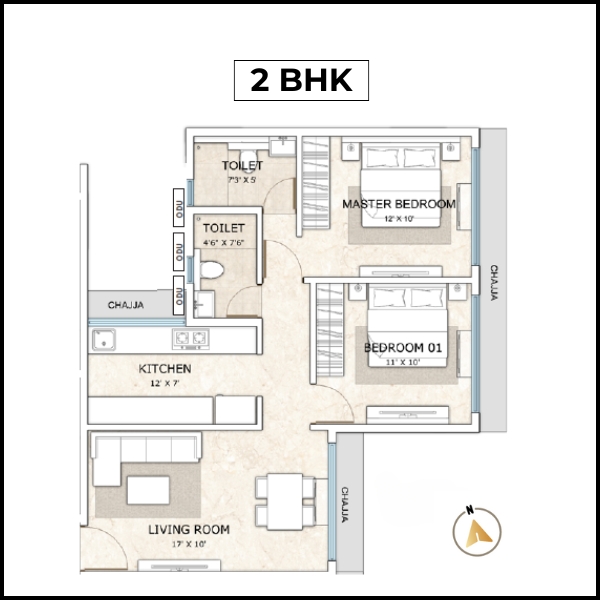 2 BHK
TOILET
7'3" X 5'
MASTER BEDROOM
12' X 10'
ODU
TOILET
4'6" X 7'6"
ODU
ODU
CHAJJA
CHAJJA
BEDROOM 01
11' X 10'
KITCHEN
12' X 7'
CHAJJA
LIVING ROOM
17' X 10'
N